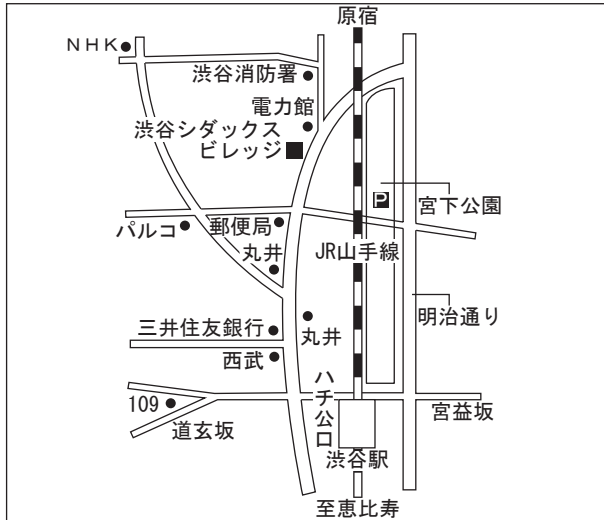 原宿
NHK
渋谷消防署
電力館
渋谷シダックス
ビレッジ
P
宮下公園
パルコ
郵便局
丸井
JR山手線
明治通り
三井住友銀行
丸井
西武
ハチ公口
109
道玄坂
宮益坂
渋谷駅
至恵比寿